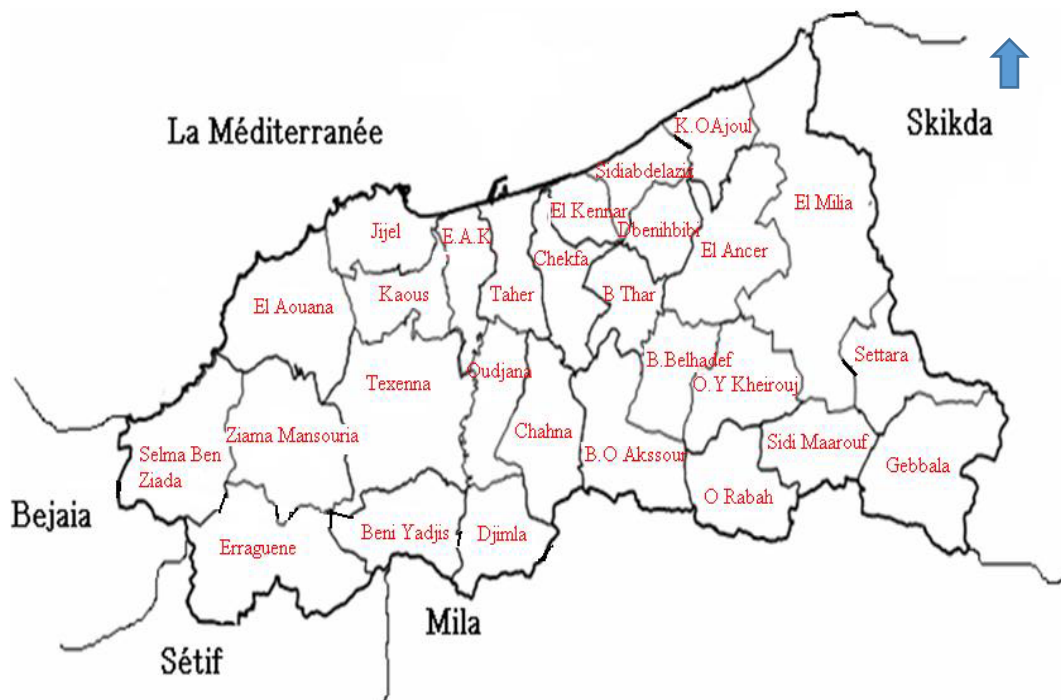 K.OAjoul
La Méditerranée
Skikda
Sidiabdelaziz
El Milia
El Kennar
Jijel
E.A.K
Dbenihbibi
Chekfa
El Ancer
Taher
B Thar
Kaous
El Aouana
Settara
B.Belhadef
Oudjana
Texenna
O.Y Kheirouj
Chahna
Ziama Mansouria
Sidi Maarouf
B.O Akssour
Selma Ben
Ziada
Gebbala
O Rabah
Bejaia
Beni Yadjis
Djimla
Erraguene
Mila
Sétif